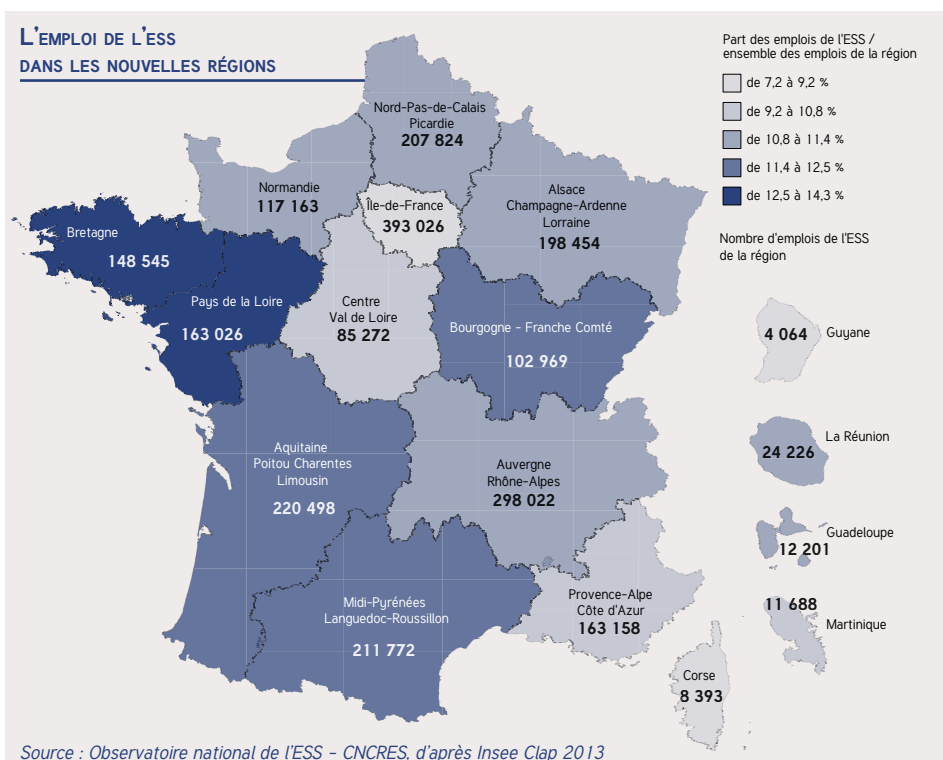 L'EMPLOI DE L'ESS
DANS LES NOUVELLES RÉGIONS
Part des emplois de l'ESS /
ensemble des emplois de la région
de 7,2 à 9,2 %
de 9,2 à 10,8 %
de 10,8 à 11,4 %
de 11,4 à 12,5 %
de 12,5 à 14,3 %
Nombre d'emplois de l'ESS
de la région
Nord-Pas-de-Calais
Picardie
207 824
Normandie
117 163
Île-de-France
393 026
Alsace
Champagne-Ardenne
Lorraine
198 454
Bretagne
148 545
Pays de la Loire
163 026
Centre
Val de Loire
85 272
Bourgogne - Franche Comté
102 969
Aquitaine
Poitou Charentes
Limousin
220 498
Auvergne
Rhône-Alpes
298 022
Midi-Pyrénées
Languedoc-Roussillon
211 772
Provence-Alpe
Côte d'Azur
163 158
Corse
8 393
4 064
Guyane
La Réunion
24 226
Guadeloupe
12 201
11 688
Martinique
Source : Observatoire national de l'ESS - CNCRES, d'après Insee Clap 2013